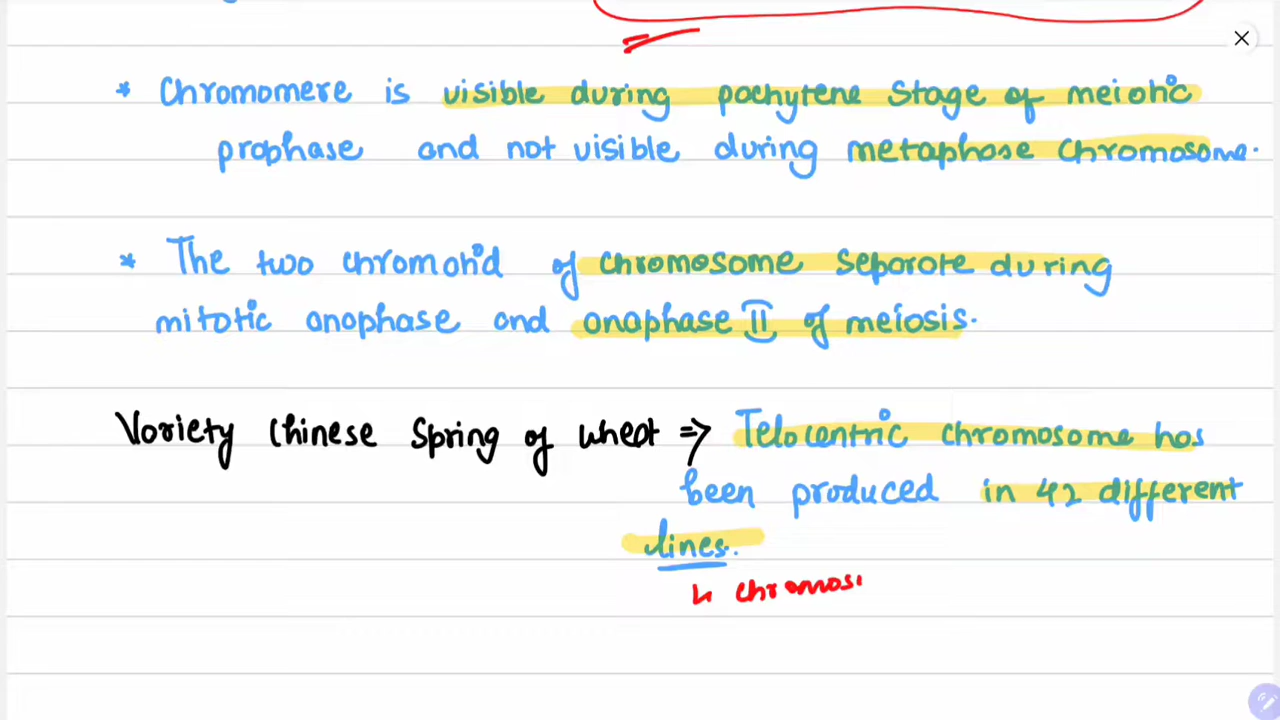 * Chromomere is visible during pachytene stage of meiotic
prophase and not visible during metaphase chromosome.
* The two chromatid of chromosome separate during
mitotic anaphase and anaphase II of meiosis.
Variety Chinese Spring of wheat ⇒ Telocentric chromosome has
been produced in 42 different
lines.
↳ chromos